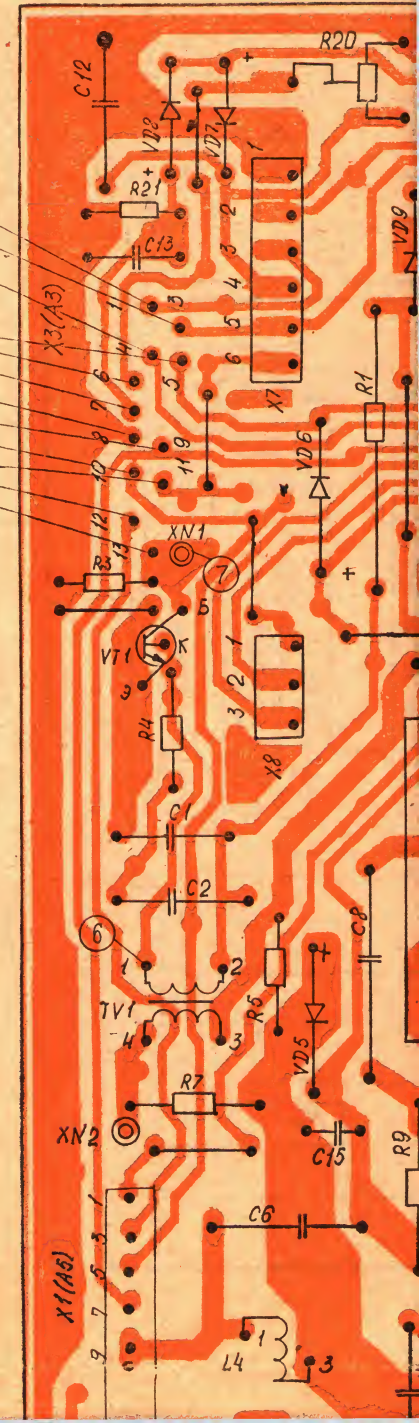 R20
C12
VD8
VD7
+
+
R21
C13
1
2
3
4
5
6
X7
X3(A3)
1
3
4
5
6
7
8
9
10
11
12
13
VD9
R1
VD6
+
XN1
7
R3
Б
VT1
К
Э
1
2
3
X8
R4
C1
C2
6
1
2
TV1
4
3
R5
C8
+
VD5
R7
XN2
C15
R9
X1(A5)
1
3
5
7
9
C6
L4
1
3